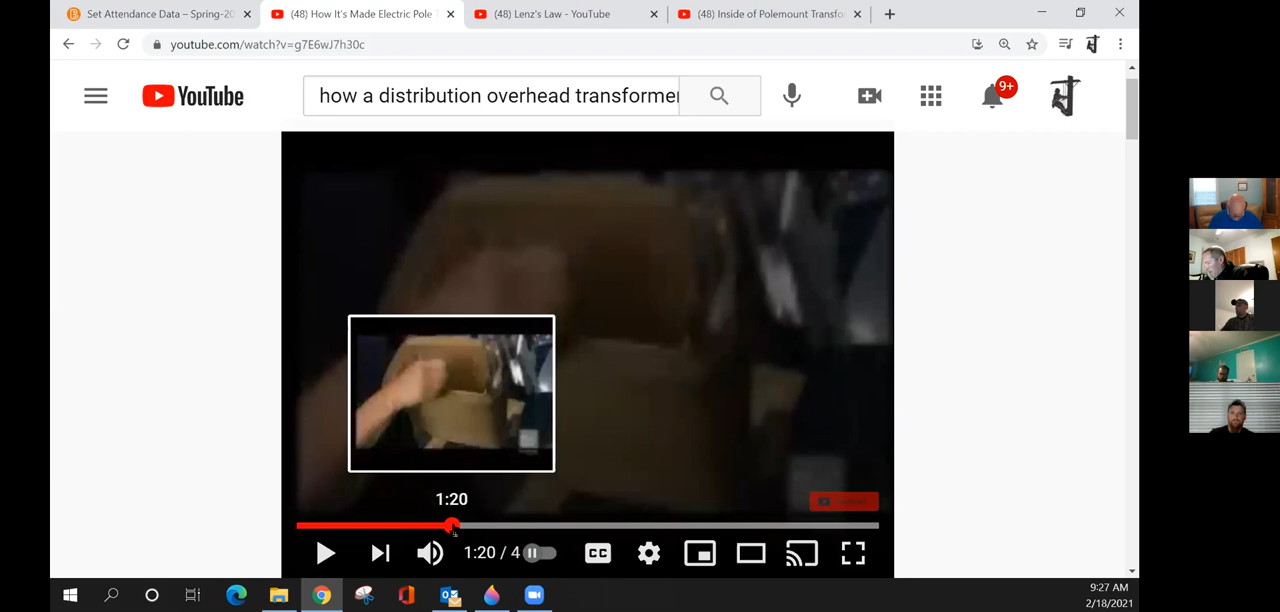 Set Attendance Data – Spring-20
(48) How It's Made Electric Pole T
(48) Lenz's Law - YouTube
(48) Inside of Polemount Transfo
youtube.com/watch?v=g7E6wJ7h30c
YouTube
how a distribution overhead transformer
9+
1:20
1:20 / 4
CC
9:27 AM
2/18/2021